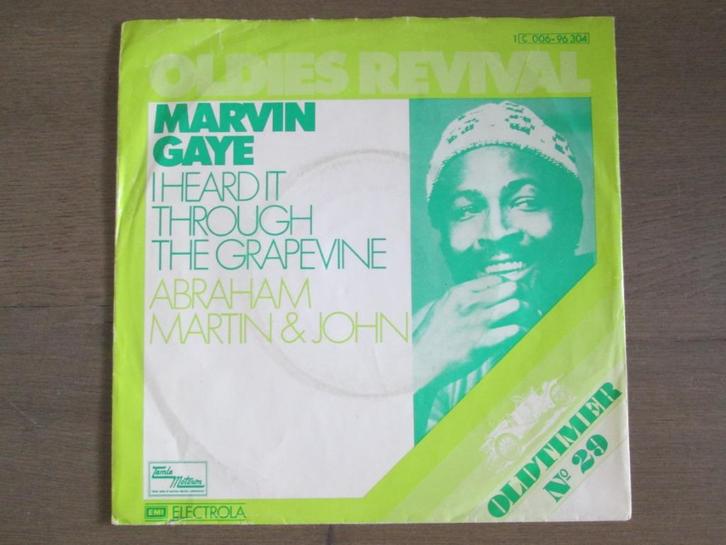 1C 006-96 304
OLDIES REVIVAL
MARVIN
GAYE
I HEARD IT
THROUGH
THE GRAPEVINE
ABRAHAM
MARTIN & JOHN
OLDTIMER
Nº 29
Tamla
Motown
EMI ELECTROLA